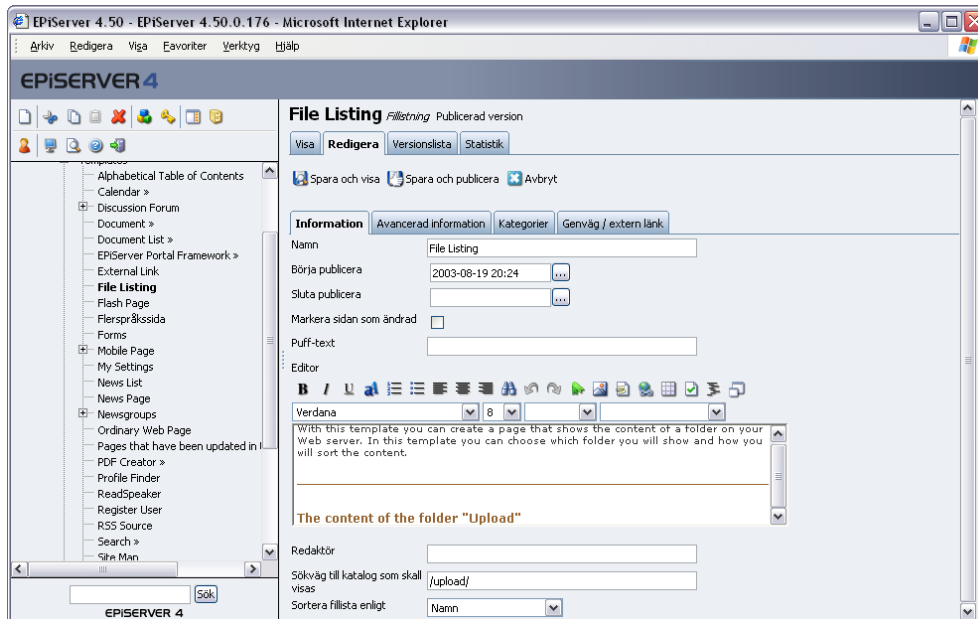 EPiServer 4.50 - EPiServer 4.50.0.176 - Microsoft Internet Explorer
Arkiv Redigera Visa Favoriter Verktyg Hjälp
EPiSERVER 4
Templates
Alphabetical Table of Contents
Calendar »
Discussion Forum
Document »
Document List »
EPiServer Portal Framework »
External Link
File Listing
Flash Page
Flerspråkssida
Forms
Mobile Page
My Settings
News List
News Page
Newsgroups
Ordinary Web Page
Pages that have been updated in
PDF Creator »
Profile Finder
ReadSpeaker
Register User
RSS Source
Search »
Site Map
Sök
EPiSERVER 4
File Listing Fillistning Publicerad version
Visa Redigera Versionslista Statistik
Spara och visa Spara och publicera Avbryt
Information Avancerad information Kategorier Genväg / extern länk
Namn File Listing
Börja publicera 2003-08-19 20:24 ...
Sluta publicera ...
Markera sidan som ändrad
Puff-text
Editor
B I U aI
Verdana 8
With this template you can create a page that shows the content of a folder on your
Web server. In this template you can choose which folder you will show and how you
will sort the content.
The content of the folder "Upload"
Redaktör
Sökväg till katalog som skall
visas /upload/
Sortera fillista enligt Namn